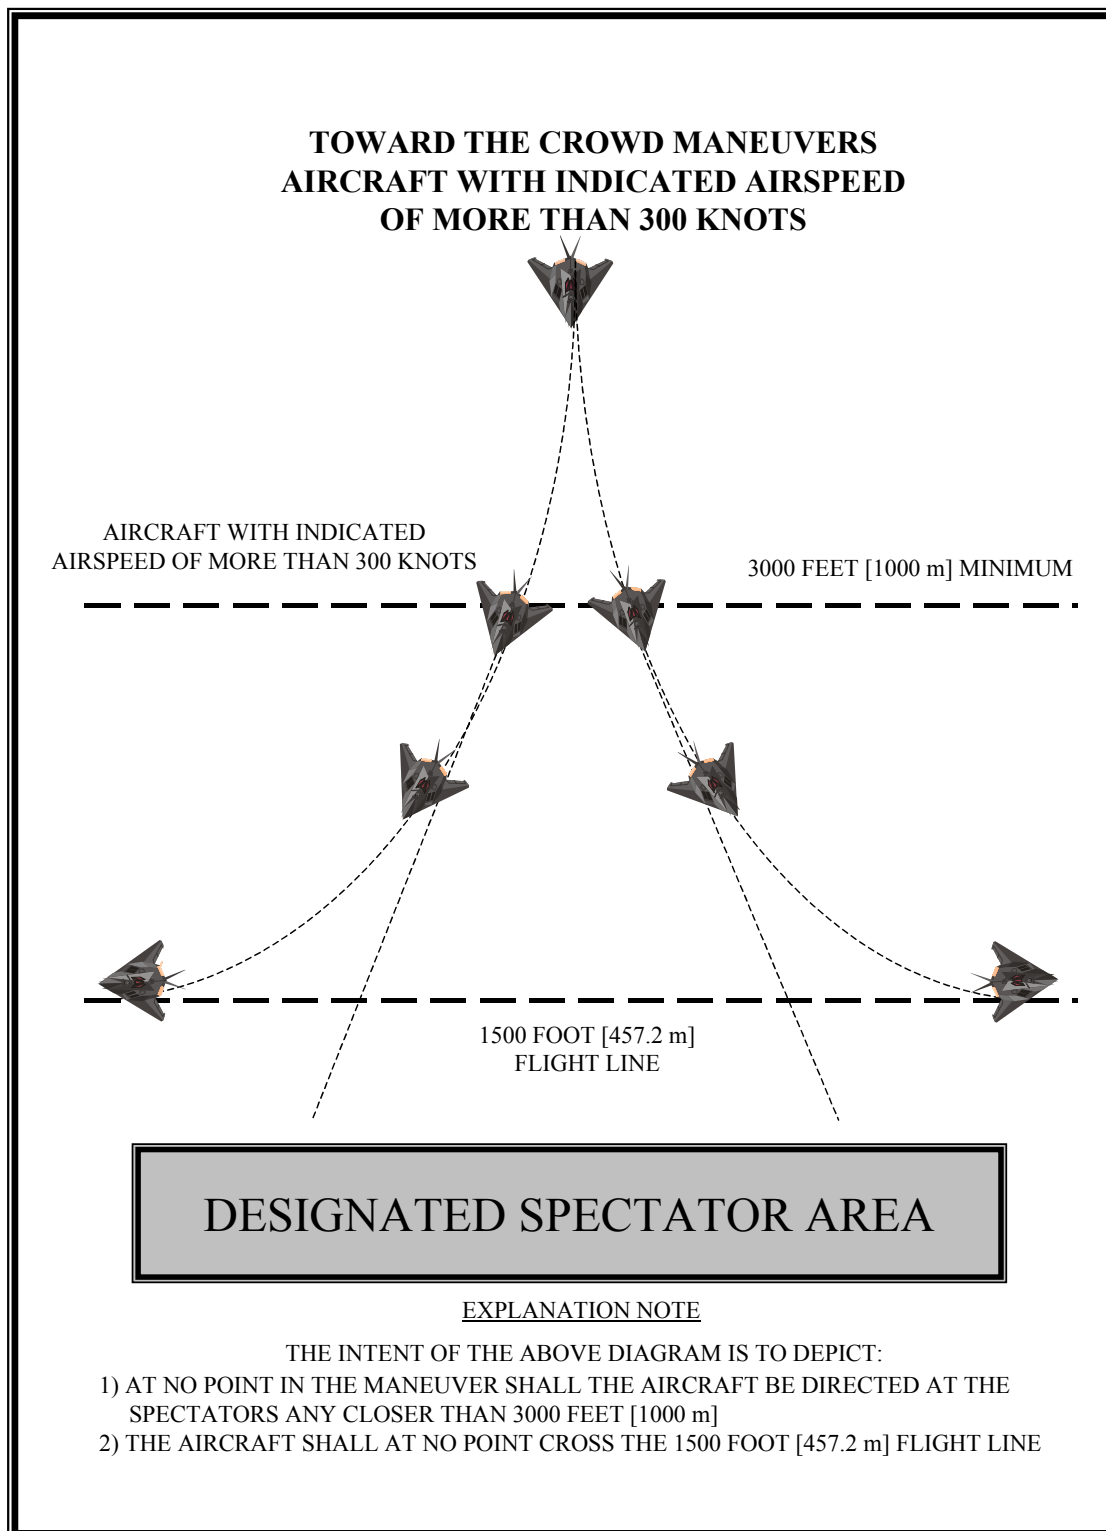 TOWARD THE CROWD MANEUVERS
AIRCRAFT WITH INDICATED AIRSPEED
OF MORE THAN 300 KNOTS
AIRCRAFT WITH INDICATED
AIRSPEED OF MORE THAN 300 KNOTS
3000 FEET [1000 m] MINIMUM
1500 FOOT [457.2 m]
FLIGHT LINE
DESIGNATED SPECTATOR AREA
EXPLANATION NOTE
THE INTENT OF THE ABOVE DIAGRAM IS TO DEPICT:
1) AT NO POINT IN THE MANEUVER SHALL THE AIRCRAFT BE DIRECTED AT THE
SPECTATORS ANY CLOSER THAN 3000 FEET [1000 m]
2) THE AIRCRAFT SHALL AT NO POINT CROSS THE 1500 FOOT [457.2 m] FLIGHT LINE